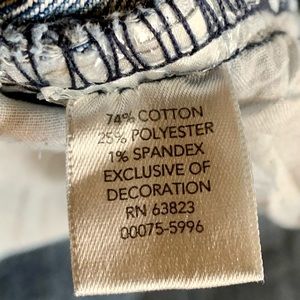 74% COTTON
25% POLYESTER
1% SPANDEX
EXCLUSIVE OF
DECORATION
RN 63823
00075-5996